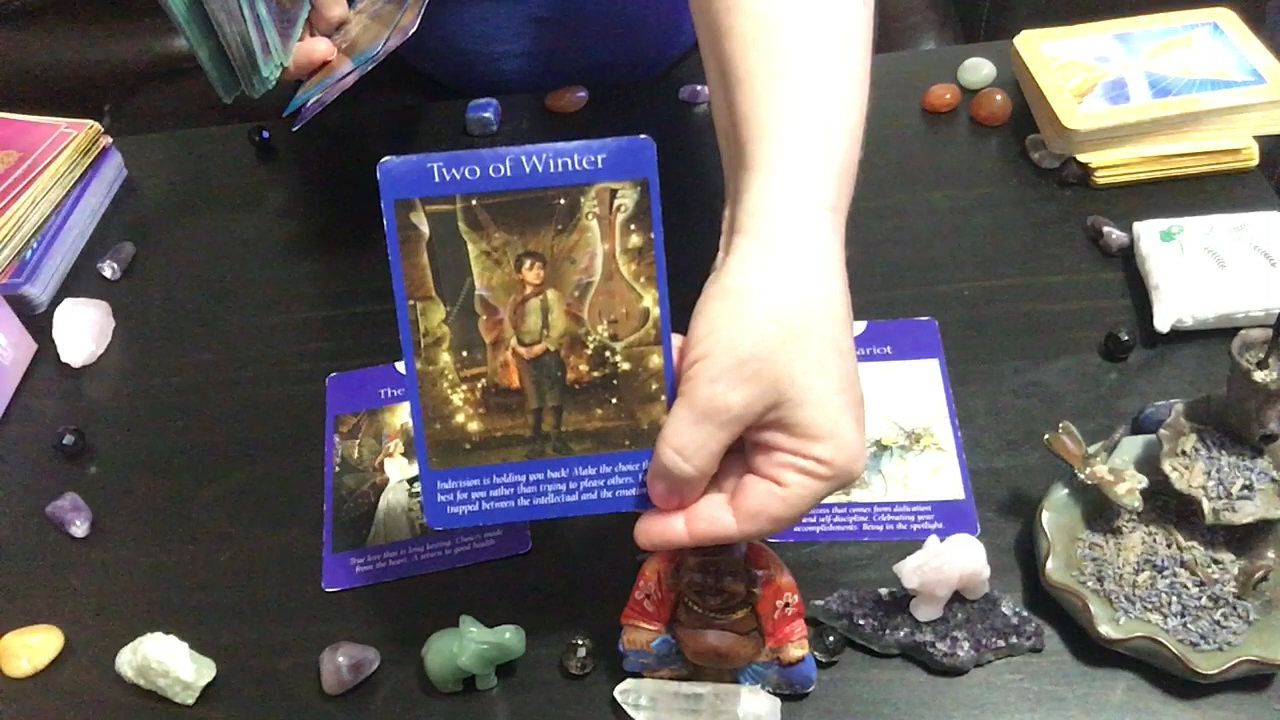 Two of Winter
Indecision is holding you back! Make the choice
best for you rather than trying to please others.
trapped between the intellectual and the
The
True love that is long lasting. Choices made
from the heart. A return to good health.
ariot
that comes from dedication
and self-discipline. Celebrating your
accomplishments. Being in the spotlight.